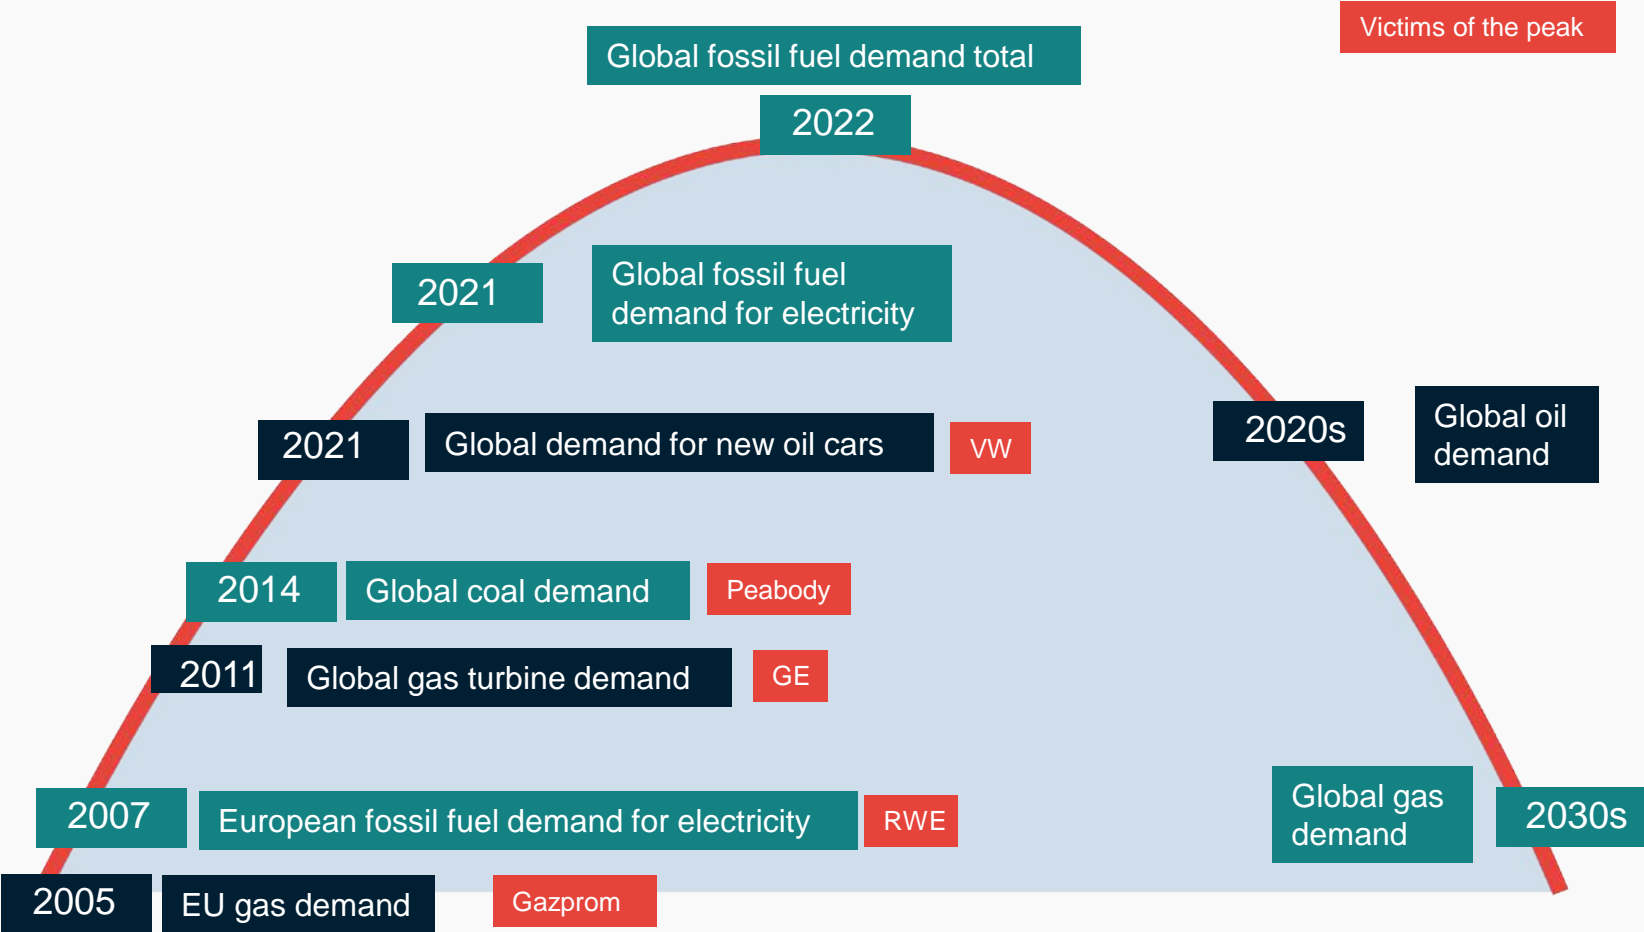 Victims of the peak
Global fossil fuel demand total
2022
2021
Global fossil fuel
demand for electricity
2021
Global demand for new oil cars
VW
2020s
Global oil
demand
2014
Global coal demand
Peabody
2011
Global gas turbine demand
GE
2007
European fossil fuel demand for electricity
RWE
Global gas
demand
2030s
2005
EU gas demand
Gazprom